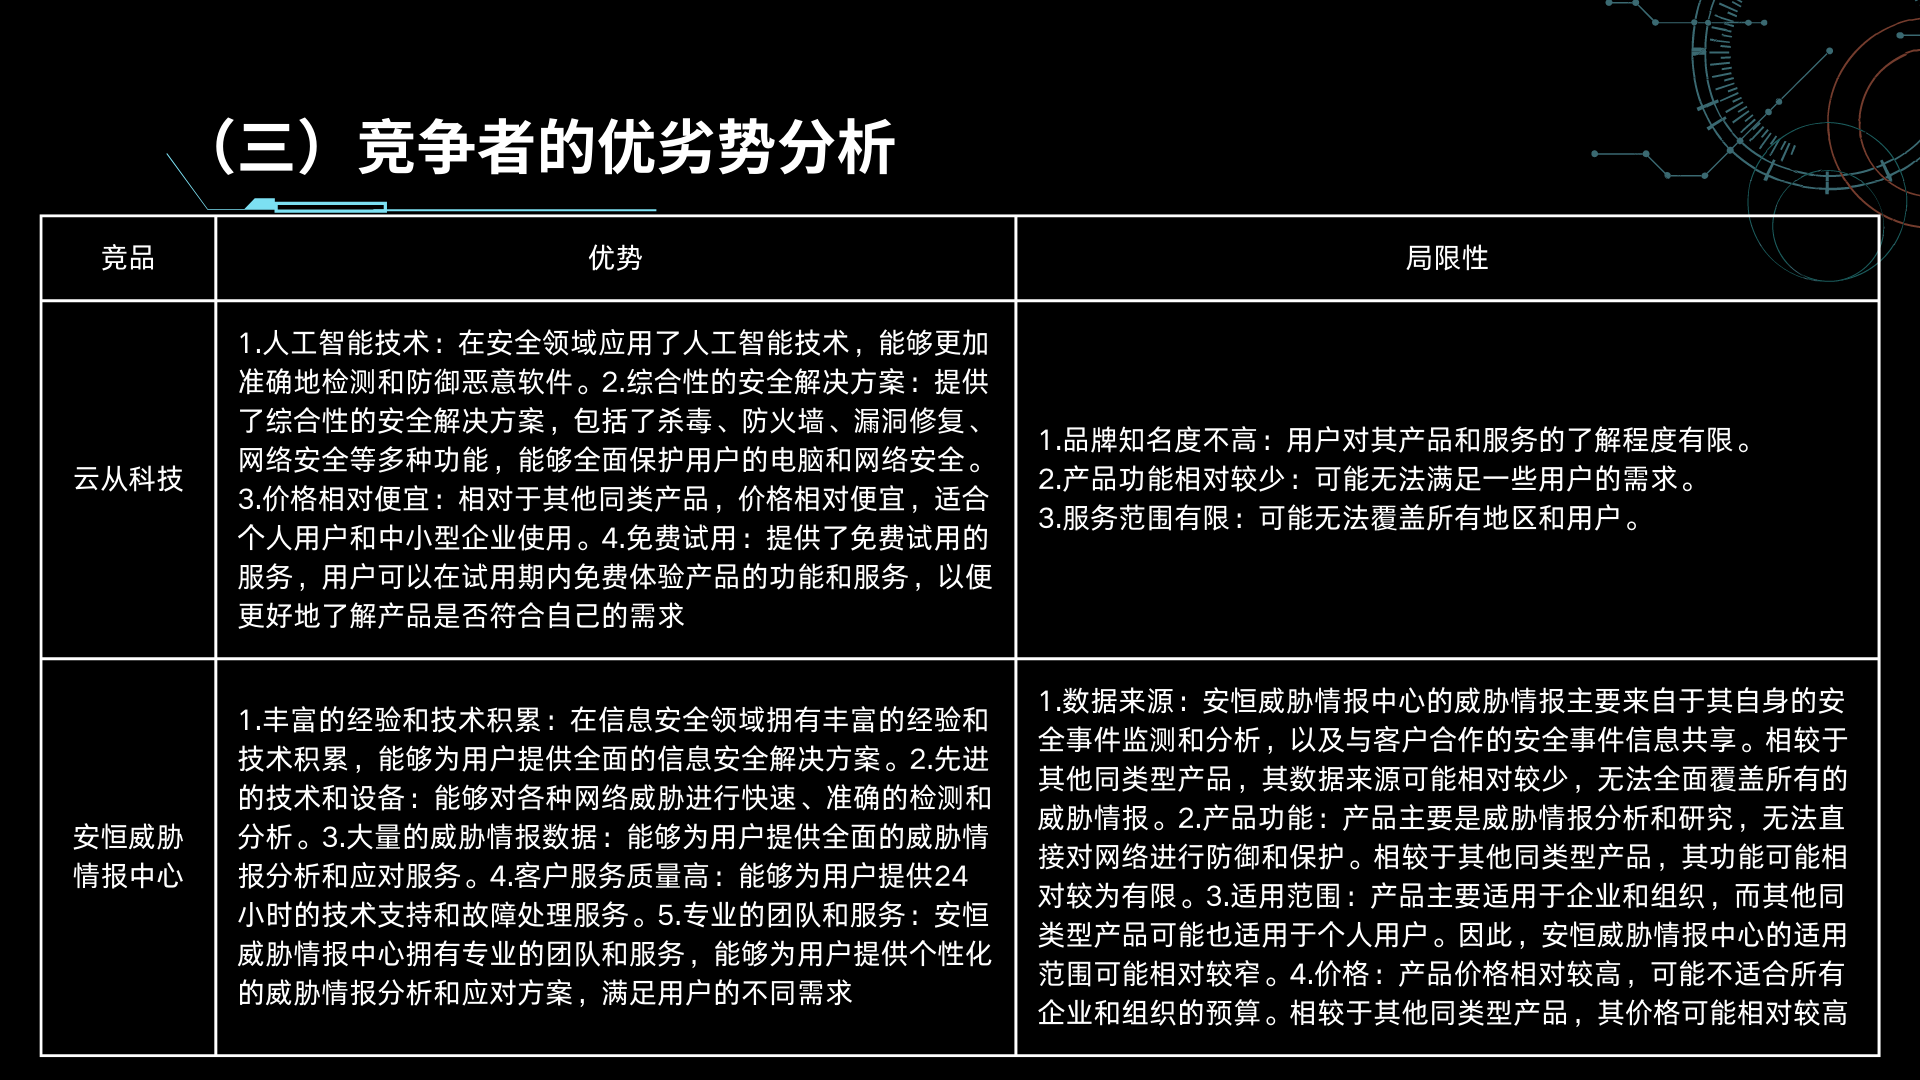 （三）竞争者的优劣势分析
竞品
优势
局限性
云从科技
1.人工智能技术：在安全领域应用了人工智能技术，能够更加
准确地检测和防御恶意软件。2.综合性的安全解决方案：提供
了综合性的安全解决方案，包括了杀毒、防火墙、漏洞修复、
网络安全等多种功能，能够全面保护用户的电脑和网络安全。
3.价格相对便宜：相对于其他同类产品，价格相对便宜，适合
个人用户和中小型企业使用。4.免费试用：提供了免费试用的
服务，用户可以在试用期内免费体验产品的功能和服务，以便
更好地了解产品是否符合自己的需求
1.品牌知名度不高：用户对其产品和服务的了解程度有限。
2.产品功能相对较少：可能无法满足一些用户的需求。
3.服务范围有限：可能无法覆盖所有地区和用户。
安恒威胁
情报中心
1.丰富的经验和技术积累：在信息安全领域拥有丰富的经验和
技术积累，能够为用户提供全面的信息安全解决方案。2.先进
的技术和设备：能够对各种网络威胁进行快速、准确的检测和
分析。3.大量的威胁情报数据：能够为用户提供全面的威胁情
报分析和应对服务。4.客户服务质量高：能够为用户提供24
小时的技术支持和故障处理服务。5.专业的团队和服务：安恒
威胁情报中心拥有专业的团队和服务，能够为用户提供个性化
的威胁情报分析和应对方案，满足用户的不同需求
1.数据来源：安恒威胁情报中心的威胁情报主要来自于其自身的安
全事件监测和分析，以及与客户合作的安全事件信息共享。相较于
其他同类型产品，其数据来源可能相对较少，无法全面覆盖所有的
威胁情报。2.产品功能：产品主要是威胁情报分析和研究，无法直
接对网络进行防御和保护。相较于其他同类型产品，其功能可能相
对较为有限。3.适用范围：产品主要适用于企业和组织，而其他同
类型产品可能也适用于个人用户。因此，安恒威胁情报中心的适用
范围可能相对较窄。4.价格：产品价格相对较高，可能不适合所有
企业和组织的预算。相较于其他同类型产品，其价格可能相对较高